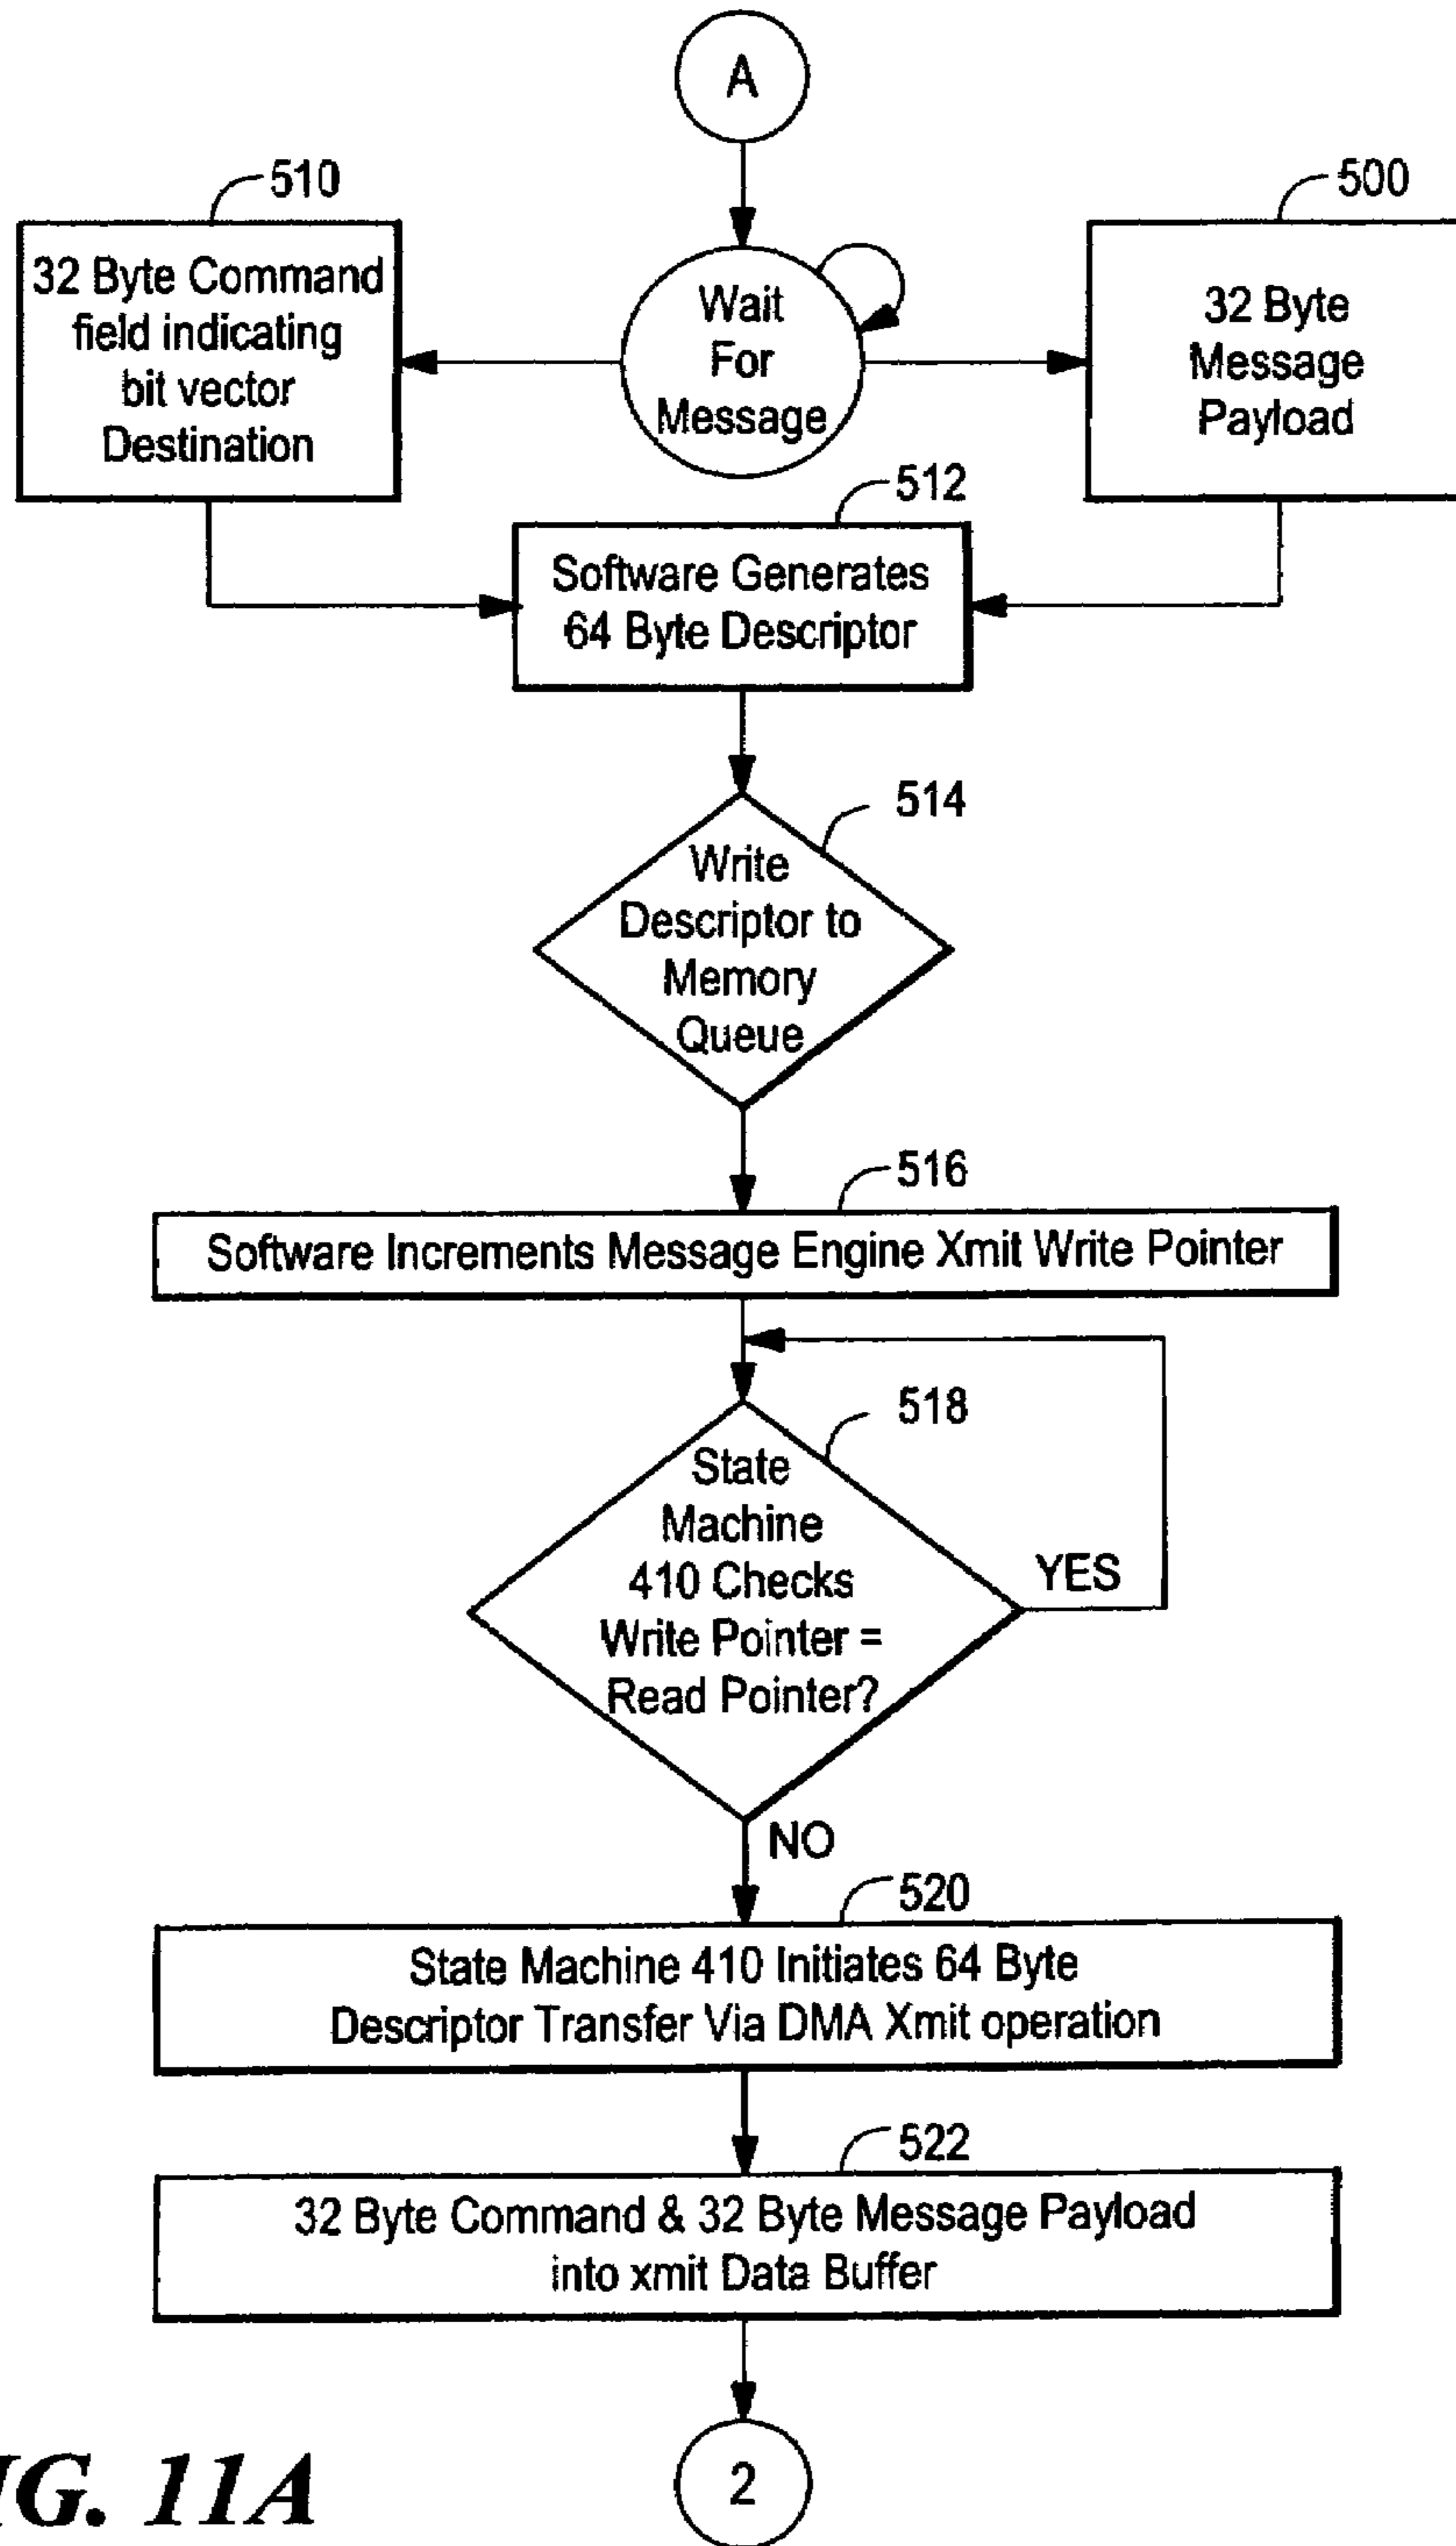 A
510
32 Byte Command
field indicating
bit vector
Destination
Wait
For
Message
500
32 Byte
Message
Payload
512
Software Generates
64 Byte Descriptor
514
Write
Descriptor to
Memory
Queue
516
Software Increments Message Engine Xmit Write Pointer
518
State
Machine
410 Checks
Write Pointer =
Read Pointer?
YES
NO
520
State Machine 410 Initiates 64 Byte
Descriptor Transfer Via DMA Xmit operation
522
32 Byte Command & 32 Byte Message Payload
into xmit Data Buffer
2
IG. 11A